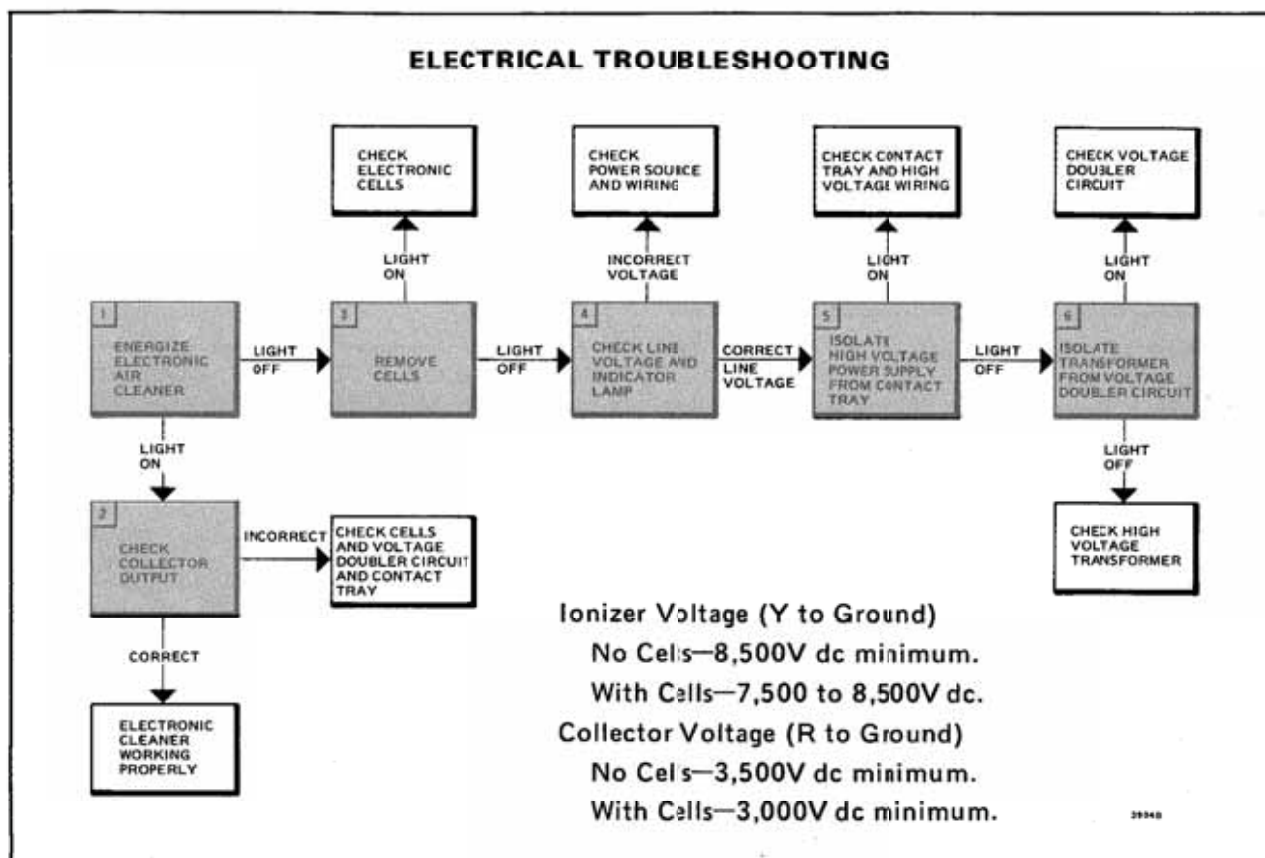 ELECTRICAL TROUBLESHOOTING
CHECK
ELECTRONIC
CELLS
CHECK
POWER SOURCE
AND WIRING
CHECK CONTACT
TRAY AND HIGH
VOLTAGE WIRING
CHECK VOLTAGE
DOUBLER
CIRCUIT
LIGHT
ON
INCORRECT
VOLTAGE
LIGHT
ON
LIGHT
ON
1
ENERGIZE
ELECTRONIC
AIR
CLEANER
LIGHT
OFF
3
REMOVE
CELLS
LIGHT
OFF
4
CHECK LINE
VOLTAGE AND
INDICATOR
LAMP
CORRECT
LINE
VOLTAGE
5
ISOLATE
HIGH VOLTAGE
POWER SUPPLY
FROM CONTACT
TRAY
LIGHT
OFF
6
ISOLATE
TRANSFORMER
FROM VOLTAGE
DOUBLER CIRCUIT
LIGHT
ON
LIGHT
OFF
2
CHECK
COLLECTOR
OUTPUT
INCORRECT
CHECK CELLS
AND VOLTAGE
DOUBLER CIRCUIT
AND CONTACT
TRAY
CHECK HIGH
VOLTAGE
TRANSFORMER
CORRECT
ELECTRONIC
CLEANER
WORKING
PROPERLY
Ionizer Voltage (Y to Ground)
No Cells—8,500V dc minimum.
With Cells—7,500 to 8,500V dc.
Collector Voltage (R to Ground)
No Cells—3,500V dc minimum.
With Cells—3,000V dc minimum.